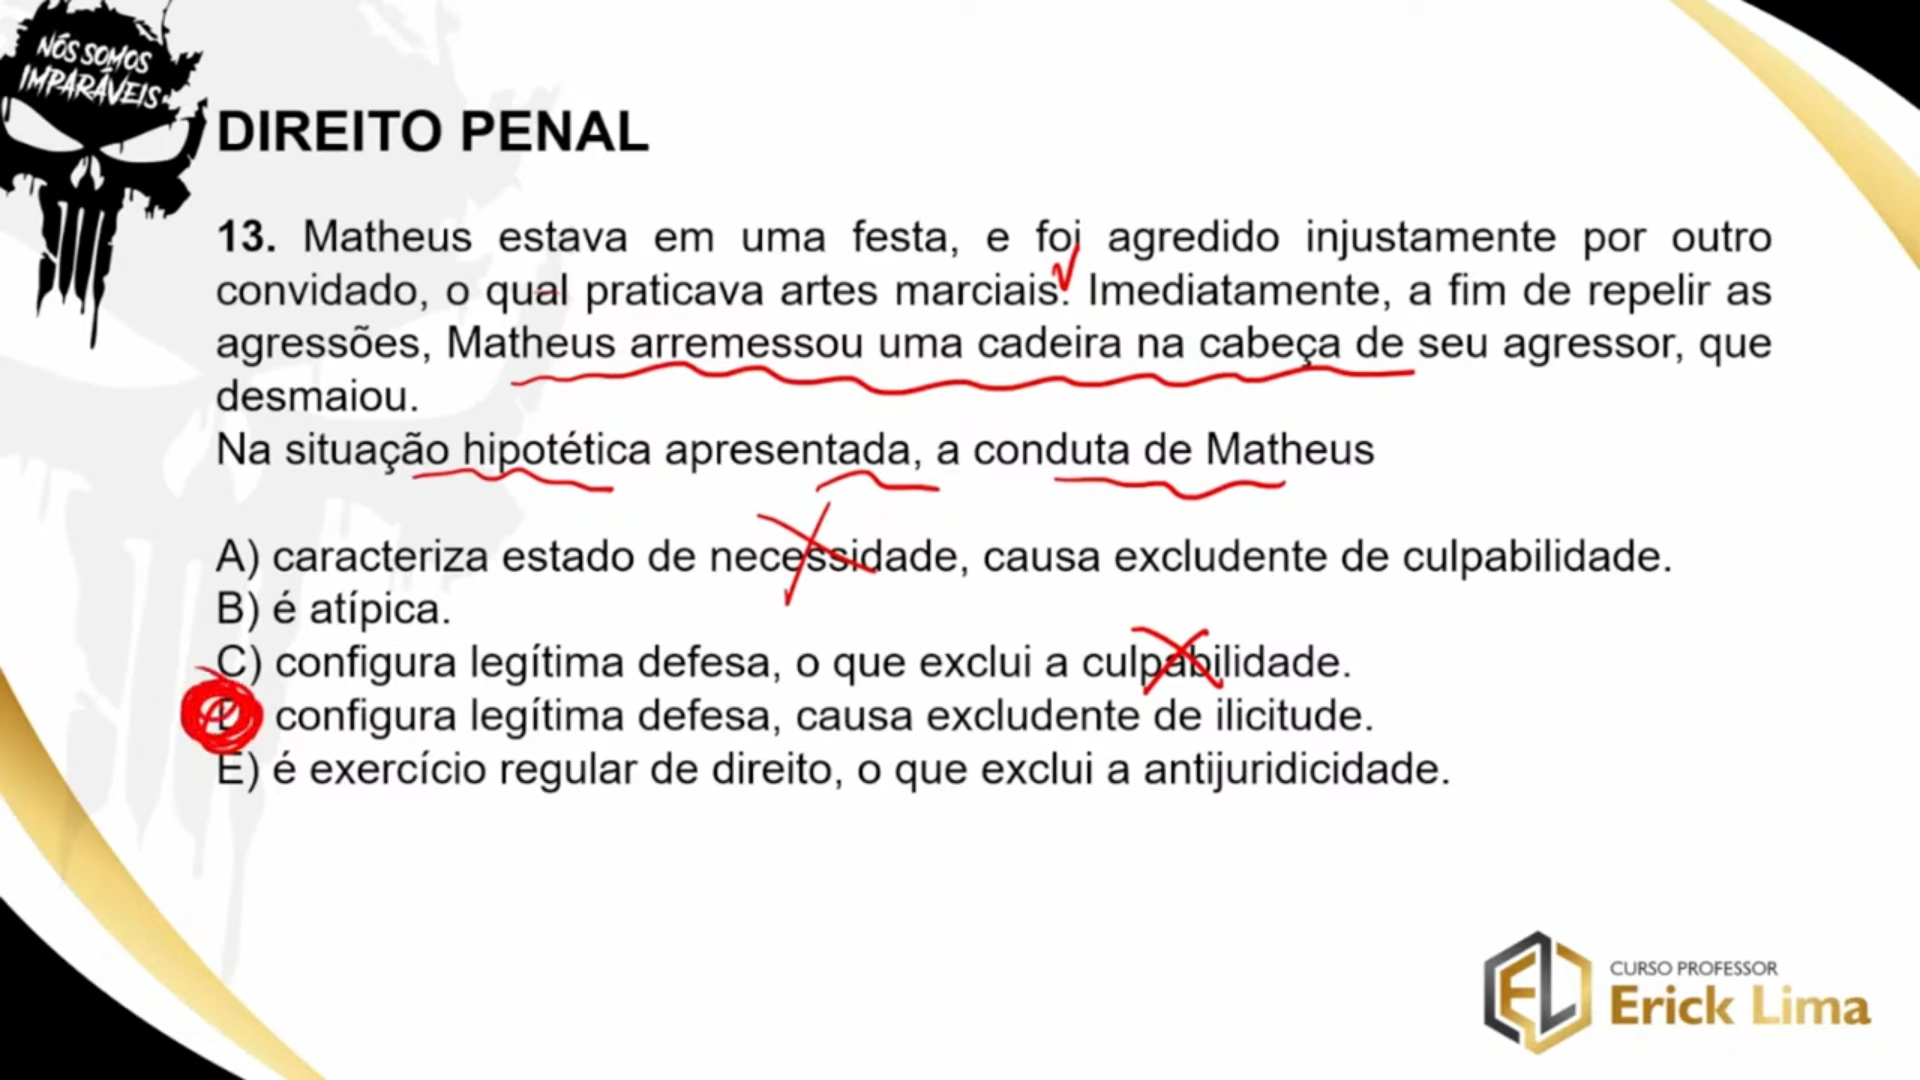 NÓS SOMOS
IMPARÁVEIS
DIREITO PENAL
13. Matheus estava em uma festa, e foi agredido injustamente por outro
convidado, o qual praticava artes marciais. Imediatamente, a fim de repelir as
agressões, Matheus arremessou uma cadeira na cabeça de seu agressor, que
desmaiou.
Na situação hipotética apresentada, a conduta de Matheus
A) caracteriza estado de necessidade, causa excludente de culpabilidade.
B) é atípica.
C) configura legítima defesa, o que exclui a culpabilidade.
configura legítima defesa, causa excludente de ilicitude.
E) é exercício regular de direito, o que exclui a antijuridicidade.
CURSO PROFESSOR
Erick Lima